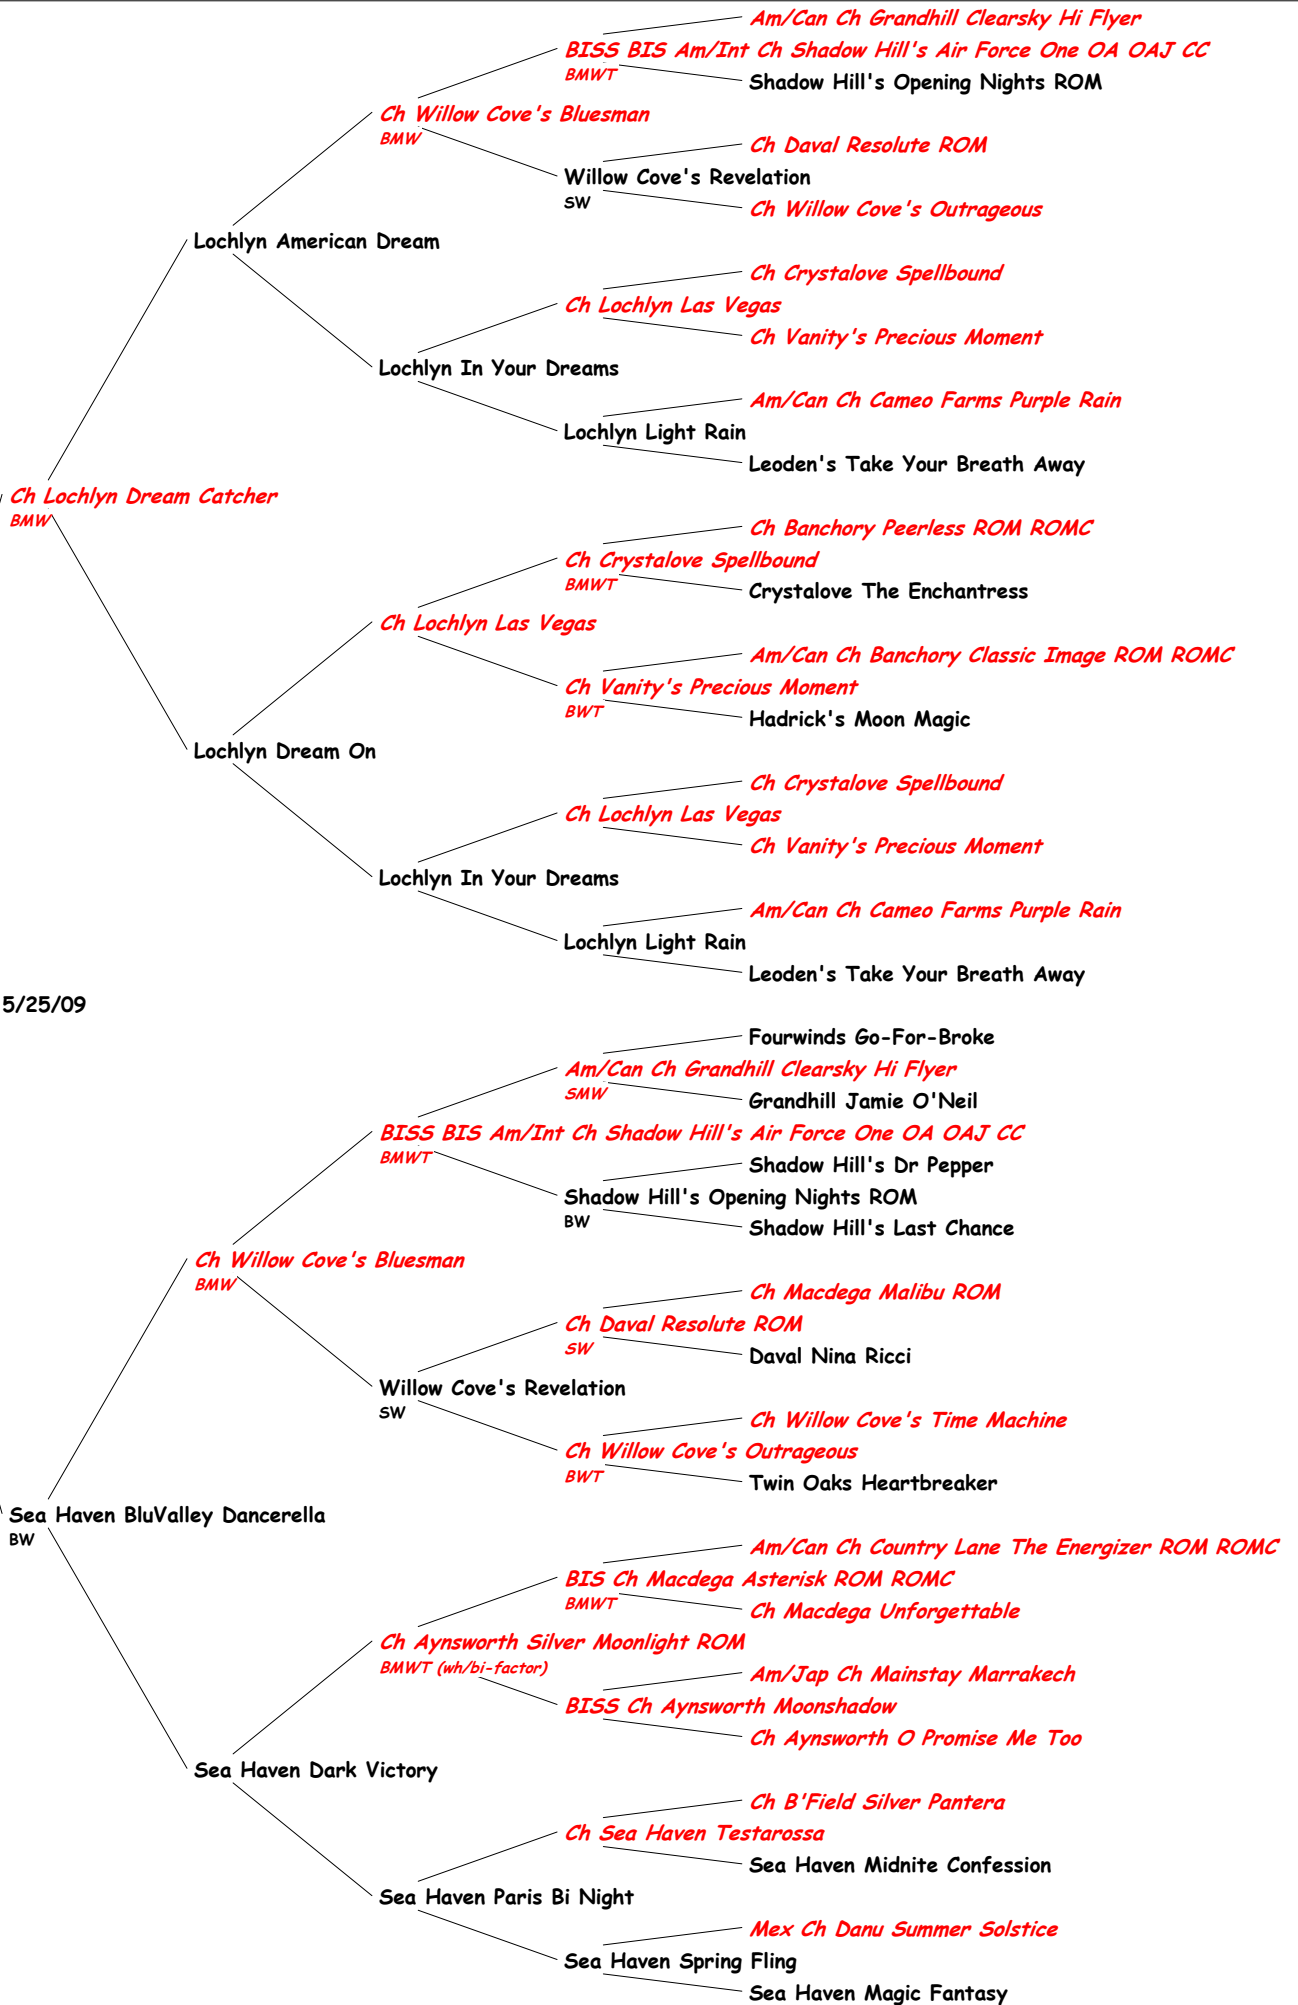 Am/Can Ch Grandhill Clearsky Hi Flyer
BISS BIS Am/Int Ch Shadow Hill's Air Force One OA OAJ CC
BMWT
Shadow Hill's Opening Nights ROM
Ch Willow Cove's Bluesman
BMW
Ch Daval Resolute ROM
Willow Cove's Revelation
SW
Ch Willow Cove's Outrageous
Lochlyn American Dream
Ch Crystalove Spellbound
Ch Lochlyn Las Vegas
Ch Vanity's Precious Moment
Lochlyn In Your Dreams
Am/Can Ch Cameo Farms Purple Rain
Lochlyn Light Rain
Leoden's Take Your Breath Away
Ch Lochlyn Dream Catcher
BMW
Ch Banchory Peerless ROM ROMC
Ch Crystalove Spellbound
BMWT
Crystalove The Enchantress
Ch Lochlyn Las Vegas
Am/Can Ch Banchory Classic Image ROM ROMC
Ch Vanity's Precious Moment
BWT
Hadrick's Moon Magic
Lochlyn Dream On
Ch Crystalove Spellbound
Ch Lochlyn Las Vegas
Ch Vanity's Precious Moment
Lochlyn In Your Dreams
Am/Can Ch Cameo Farms Purple Rain
Lochlyn Light Rain
Leoden's Take Your Breath Away
5/25/09
Fourwinds Go-For-Broke
Am/Can Ch Grandhill Clearsky Hi Flyer
SMW
Grandhill Jamie O'Neil
BISS BIS Am/Int Ch Shadow Hill's Air Force One OA OAJ CC
BMWT
Shadow Hill's Dr Pepper
Shadow Hill's Opening Nights ROM
BW
Shadow Hill's Last Chance
Ch Willow Cove's Bluesman
BMW
Ch Macdega Malibu ROM
Ch Daval Resolute ROM
SW
Daval Nina Ricci
Willow Cove's Revelation
SW
Ch Willow Cove's Time Machine
Ch Willow Cove's Outrageous
BWT
Twin Oaks Heartbreaker
Sea Haven BluValley Dancerella
BW
Am/Can Ch Country Lane The Energizer ROM ROMC
BIS Ch Macdega Asterisk ROM ROMC
BMWT
Ch Macdega Unforgettable
Ch Aynsworth Silver Moonlight ROM
BMWT (wh/bi-factor)
Am/Jap Ch Mainstay Marrakech
BISS Ch Aynsworth Moonshadow
Ch Aynsworth O Promise Me Too
Sea Haven Dark Victory
Ch B'Field Silver Pantera
Ch Sea Haven Testarossa
Sea Haven Midnite Confession
Sea Haven Paris Bi Night
Mex Ch Danu Summer Solstice
Sea Haven Spring Fling
Sea Haven Magic Fantasy